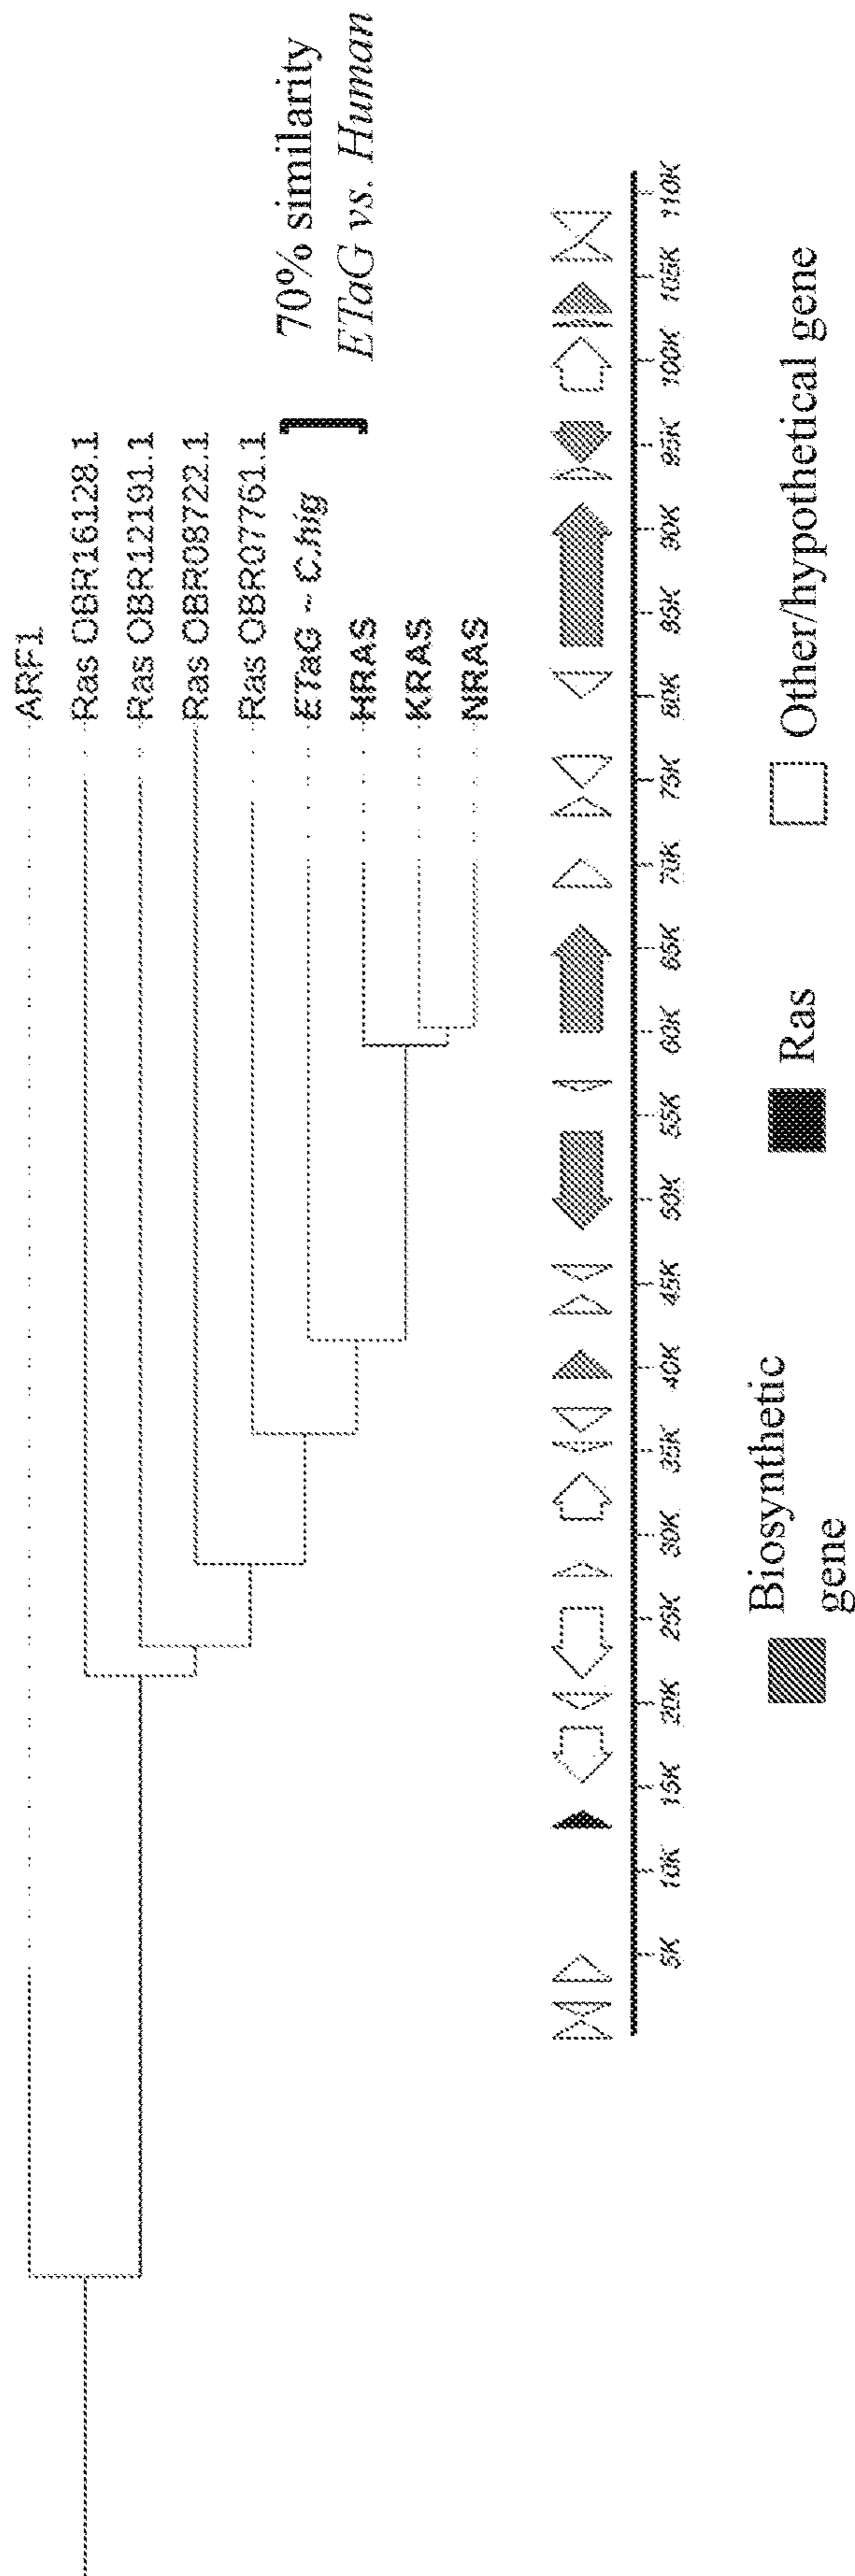 ARF1
Ras OBR16128.1
Ras OBR12191.1
Ras OBR08722.1
Ras OBR07761.1
ETaG -- C.hig
HRAS
KRAS
NRAS
70% similarity
ETaG vs. Human
5K 10K 15K 20K 25K 30K 35K 40K 45K 50K 55K 60K 65K 70K 75K 80K 85K 90K 95K 100K 105K 110K
Biosynthetic
gene
Ras
Other/hypothetical gene